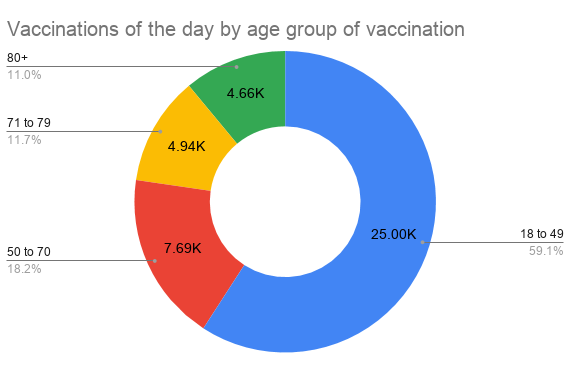 Vaccinations of the day by age group of vaccination
80+
11.0%
4.66K
71 to 79
11.7%
4.94K
50 to 70
18.2%
7.69K
25.00K
18 to 49
59.1%